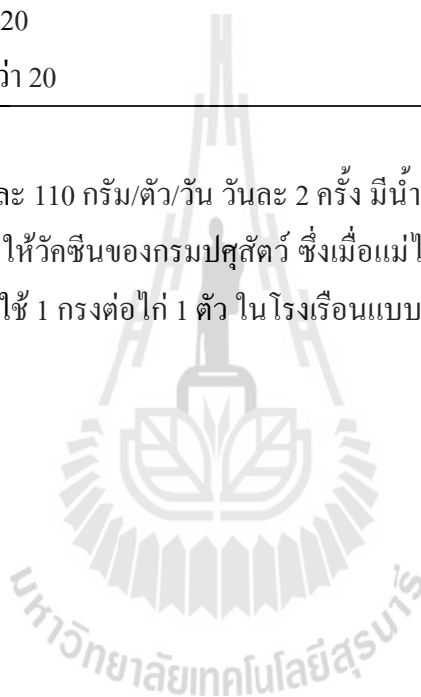 20
ว่า 20
ละ 110 กรัม/ตัว/วัน วันละ 2 ครั้ง มีน้ำ
ให้วัคซีนของกรมปศุสัตว์ ซึ่งเมื่อแม่ไ
ใช้ 1 กรงต่อไก่ 1 ตัว ในโรงเรือนแบบ
มหาวิทยาลัยเทคโนโลยีสุรนารี